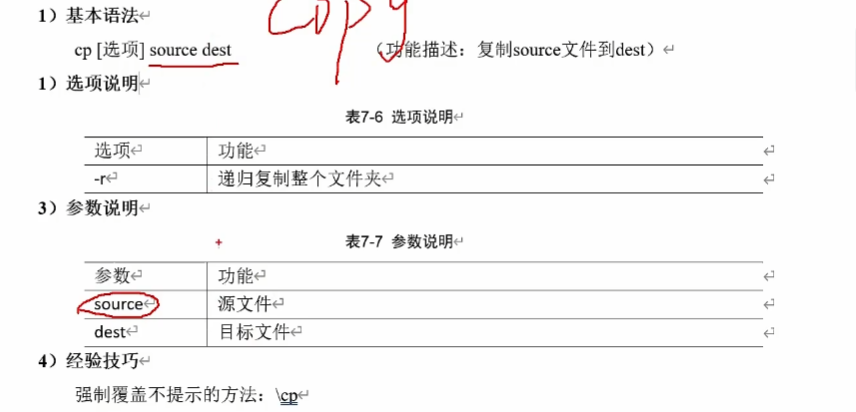 copy
1）基本语法
cp [选项] source dest （功能描述：复制source文件到dest）
1）选项说明
表7-6 选项说明
选项 功能
-r 递归复制整个文件夹
3）参数说明
表7-7 参数说明
参数 功能
source 源文件
dest 目标文件
4）经验技巧
强制覆盖不提示的方法：\cp